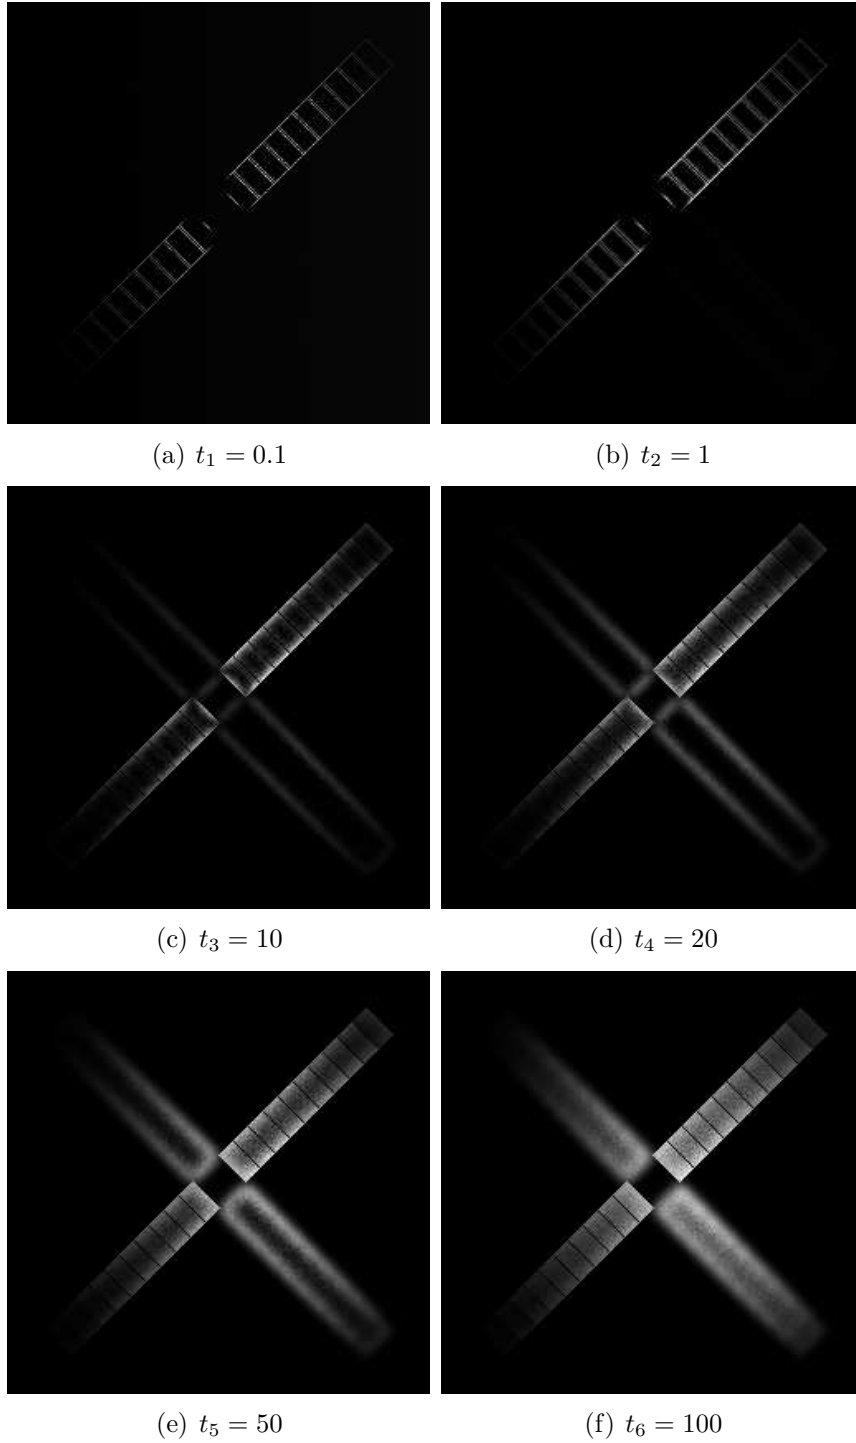 (a) t₁ = 0.1
(b) t₂ = 1
(c) t₃ = 10
(d) t₄ = 20
(e) t₅ = 50
(f) t₆ = 100